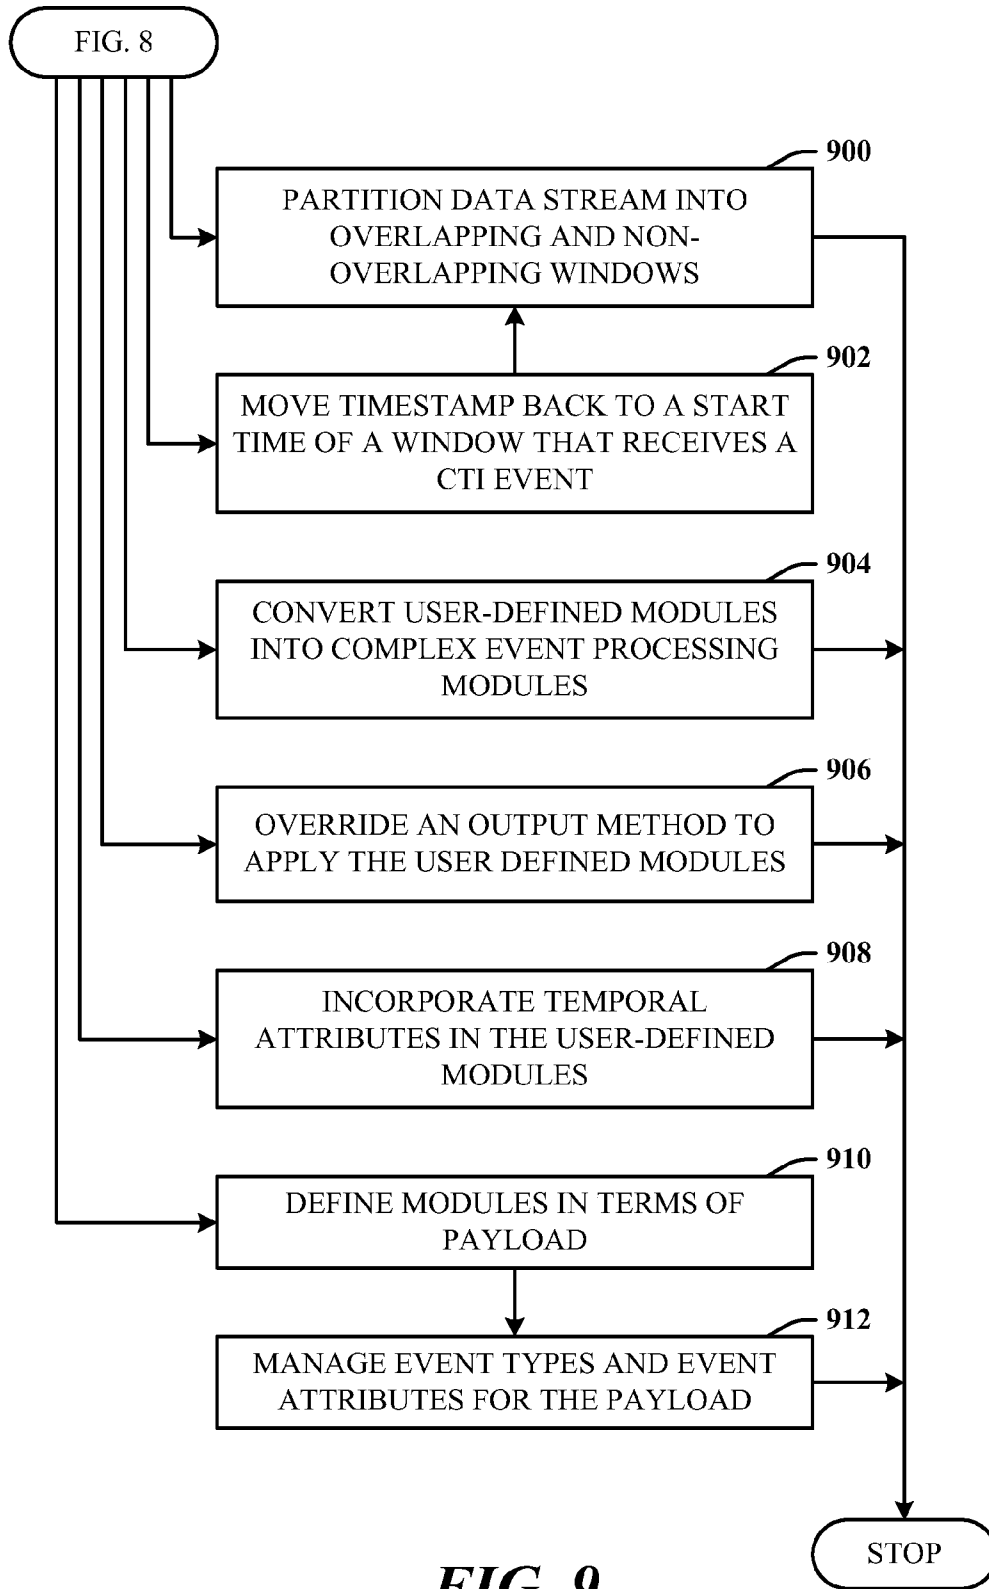 FIG. 8
900
PARTITION DATA STREAM INTO
OVERLAPPING AND NON-
OVERLAPPING WINDOWS
902
MOVE TIMESTAMP BACK TO A START
TIME OF A WINDOW THAT RECEIVES A
CTI EVENT
904
CONVERT USER-DEFINED MODULES
INTO COMPLEX EVENT PROCESSING
MODULES
906
OVERRIDE AN OUTPUT METHOD TO
APPLY THE USER DEFINED MODULES
908
INCORPORATE TEMPORAL
ATTRIBUTES IN THE USER-DEFINED
MODULES
910
DEFINE MODULES IN TERMS OF
PAYLOAD
912
MANAGE EVENT TYPES AND EVENT
ATTRIBUTES FOR THE PAYLOAD
STOP
FIG. 9